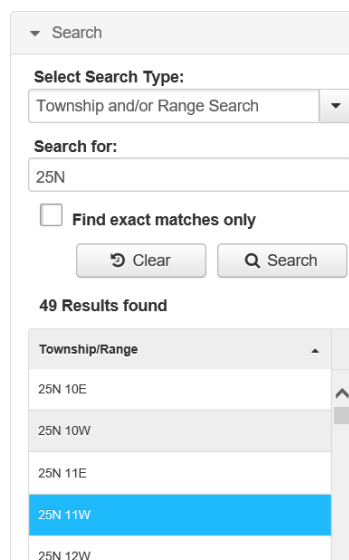 Search
Select Search Type:
Township and/or Range Search
Search for:
25N
Find exact matches only
Clear
Search
49 Results found
Township/Range
25N 10E
25N 10W
25N 11E
25N 11W
25N 12W